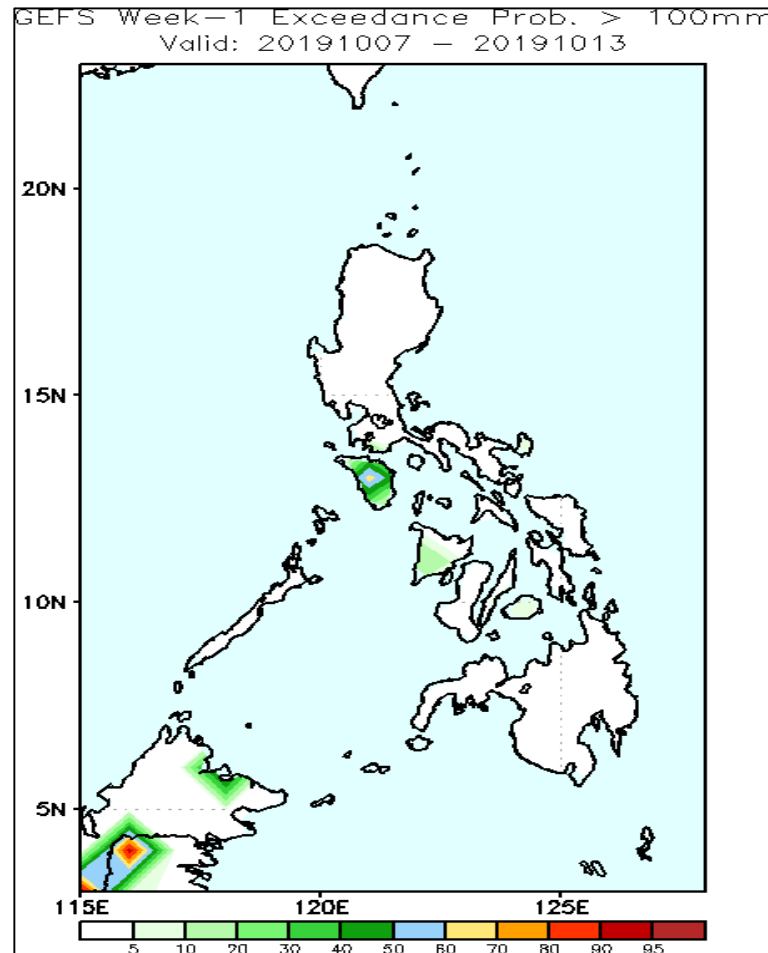 GEFS Week-1 Exceedance Prob. > 100mm
Valid: 20191007 - 20191013
20N
15N
10N
5N
115E 120E 125E
5 10 20 30 40 50 60 70 80 90 95